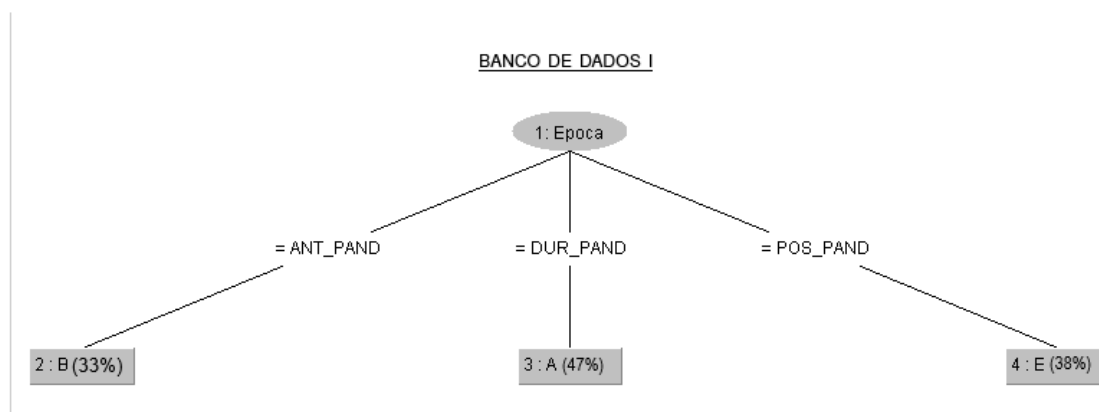 BANCO DE DADOS I
1: Epoca
= ANT_PAND
= DUR_PAND
= POS_PAND
2 : B (33%)
3 : A (47%)
4 : E (38%)